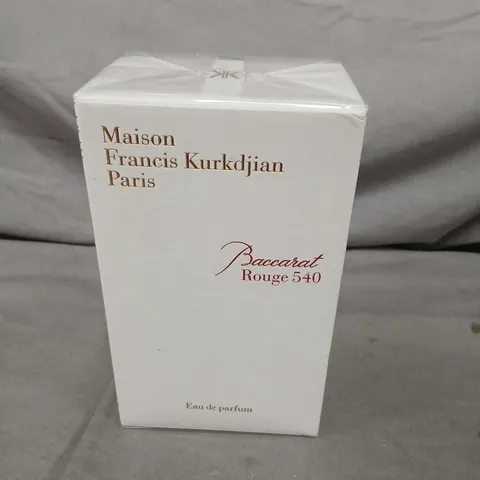 Maison
Francis Kurkdjian
Paris
Baccarat
Rouge 540
Eau de parfum